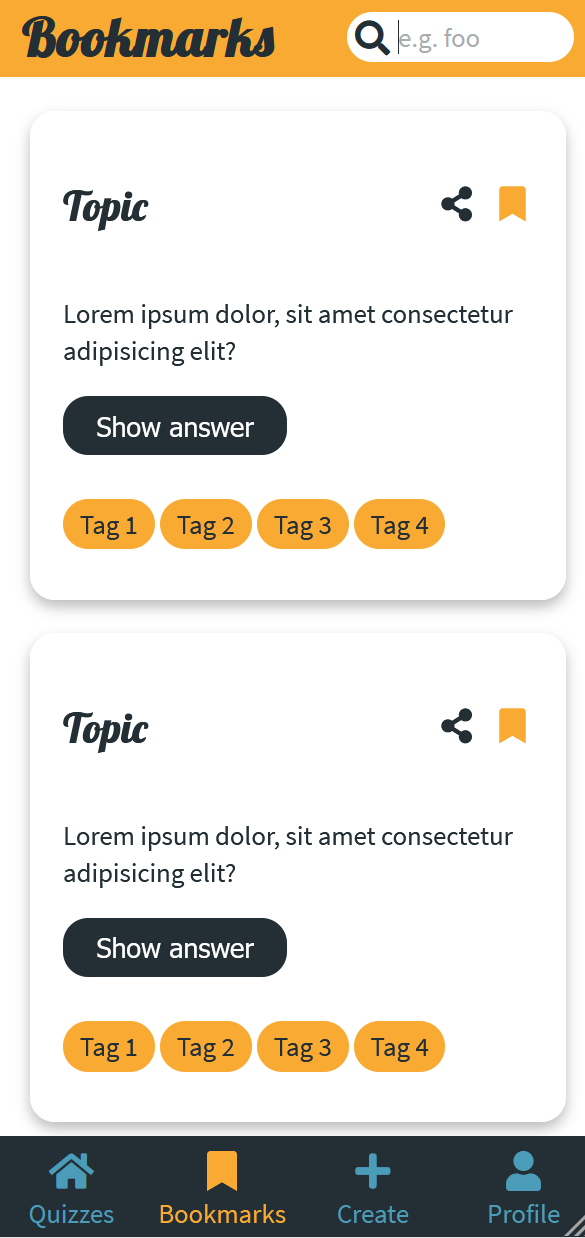 Bookmarks e.g. foo
Topic
Lorem ipsum dolor, sit amet consectetur
adipisicing elit?
Show answer
Tag 1 Tag 2 Tag 3 Tag 4
Topic
Lorem ipsum dolor, sit amet consectetur
adipisicing elit?
Show answer
Tag 1 Tag 2 Tag 3 Tag 4
Quizzes Bookmarks Create Profile